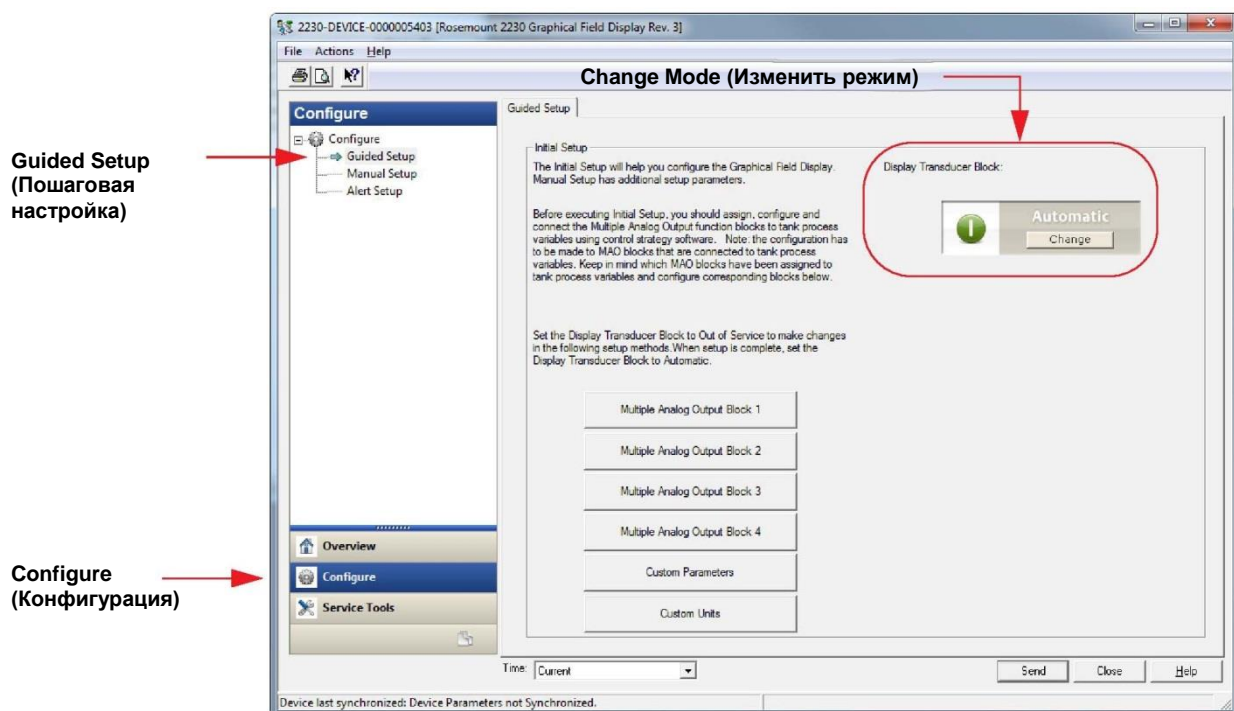 2230-DEVICE-0000005403 [Rosemount 2230 Graphical Field Display Rev. 3]
File Actions Help
Change Mode (Изменить режим)
Configure
Configure
Guided Setup
Manual Setup
Alert Setup
Guided Setup
(Пошаговая
настройка)
Guided Setup
Initial Setup
The Initial Setup will help you configure the Graphical Field Display.
Manual Setup has additional setup parameters.
Before executing Initial Setup, you should assign, configure and
connect the Multiple Analog Output function blocks to tank process
variables using control strategy software. Note: the configuration has
to be made to MAO blocks that are connected to tank process
variables. Keep in mind which MAO blocks have been assigned to
tank process variables and configure corresponding blocks below.
Set the Display Transducer Block to Out of Service to make changes
in the following setup methods.When setup is complete, set the
Display Transducer Block to Automatic.
Display Transducer Block:
Automatic
Change
Multiple Analog Output Block 1
Multiple Analog Output Block 2
Multiple Analog Output Block 3
Multiple Analog Output Block 4
Custom Parameters
Custom Units
Overview
Configure
Service Tools
Configure
(Конфигурация)
Time: Current
Send Close Help
Device last synchronized: Device Parameters not Synchronized.